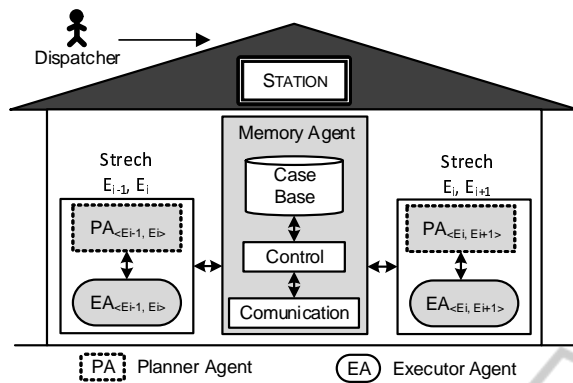 Dispatcher
STATION
Memory Agent
Strech
Ei-1, Ei
Case
Base
Strech
Ei, Ei+1
PA<Ei-1, Ei>
PA<Ei, Ei+1>
Control
EA<Ei-1, Ei>
EA<Ei, Ei+1>
Comunication
PA Planner Agent
EA Executor Agent